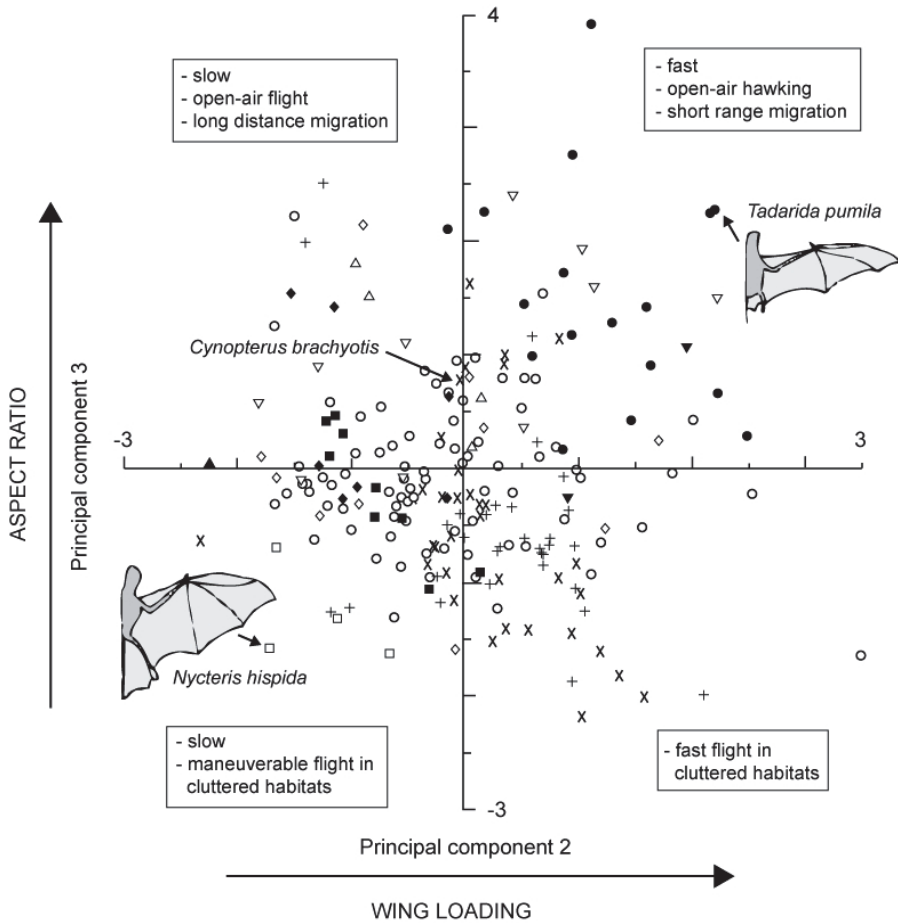 4
- slow
- open-air flight
- long distance migration
- fast
- open-air hawking
- short range migration
Tadarida pumila
Cynopterus brachyotis
ASPECT RATIO
Principal component 3
-3
3
Nycteris hispida
- slow
- maneuverable flight in
cluttered habitats
- fast flight in
cluttered habitats
-3
Principal component 2
WING LOADING